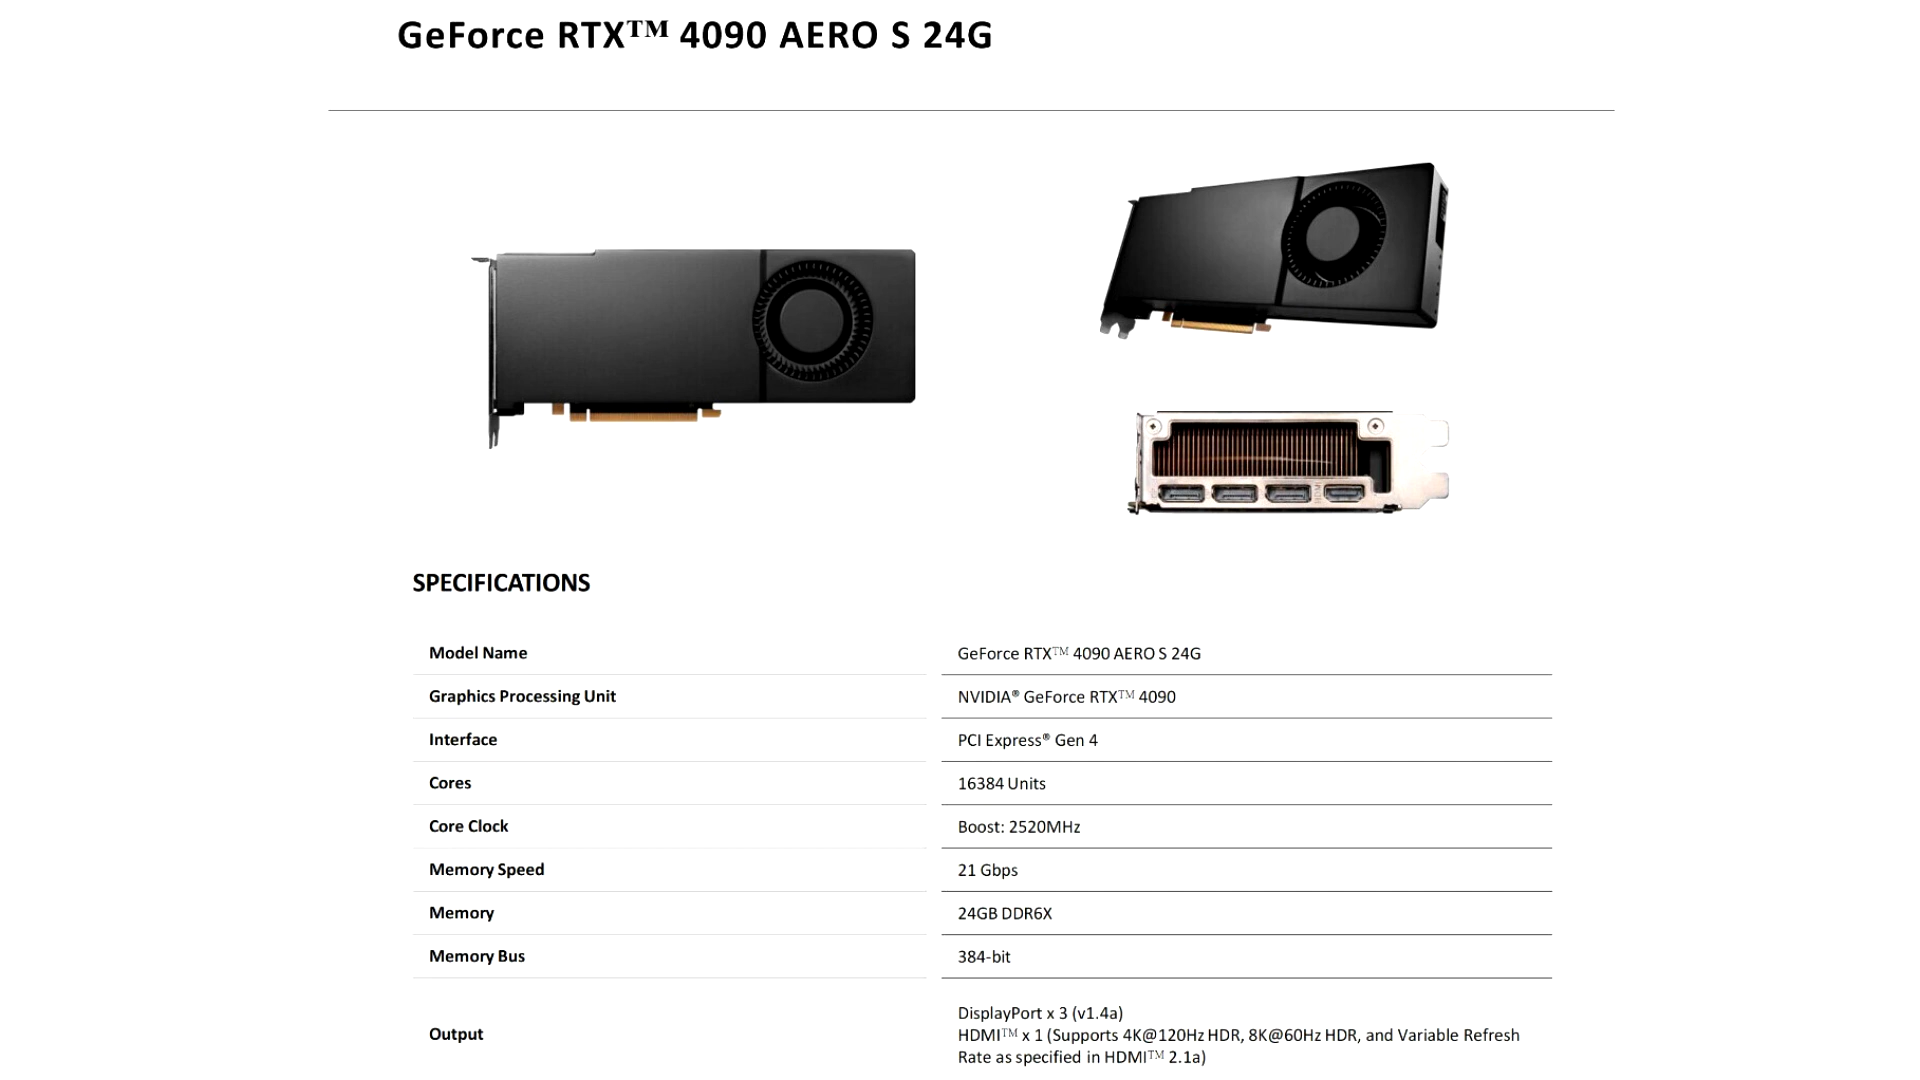 GeForce RTX™ 4090 AERO S 24G
HDMI
SPECIFICATIONS
Model Name GeForce RTX™ 4090 AERO S 24G
Graphics Processing Unit NVIDIA® GeForce RTX™ 4090
Interface PCI Express® Gen 4
Cores 16384 Units
Core Clock Boost: 2520MHz
Memory Speed 21 Gbps
Memory 24GB DDR6X
Memory Bus 384-bit
Output DisplayPort x 3 (v1.4a)
HDMI™ x 1 (Supports 4K@120Hz HDR, 8K@60Hz HDR, and Variable Refresh
Rate as specified in HDMI™ 2.1a)